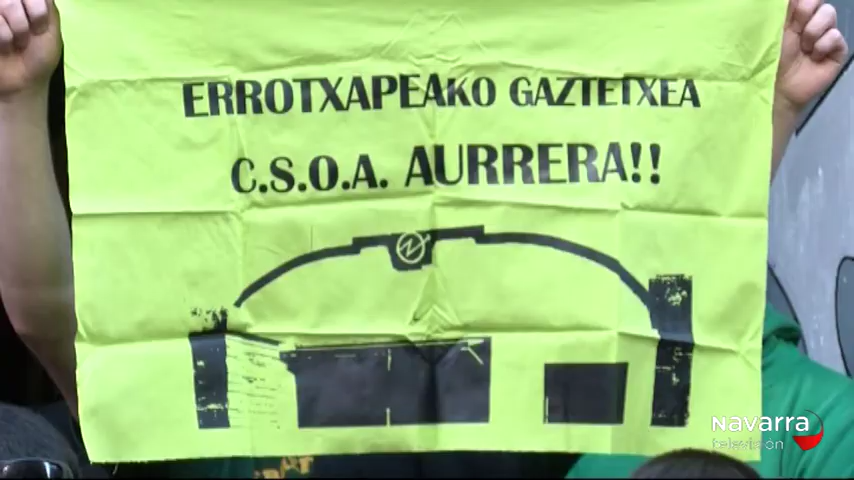 ERROTXAPEAKO GAZTETXEA
C.S.O.A. AURRERA!!
Navarra
televisión